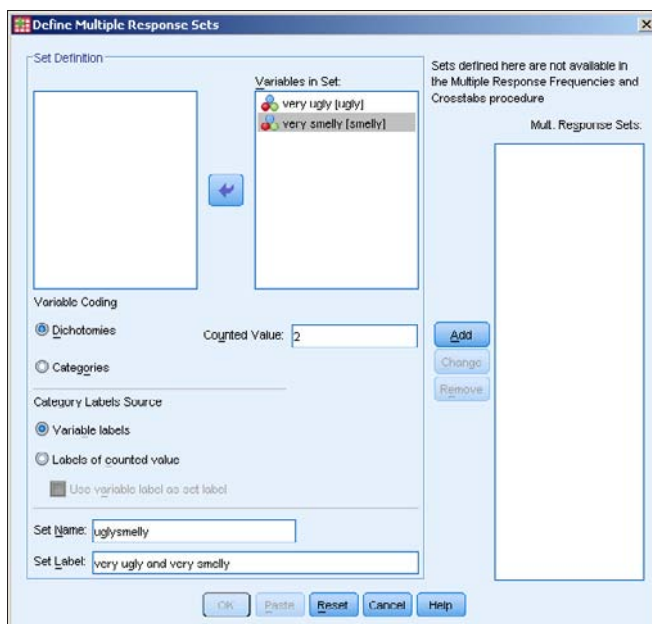 Define Multiple Response Sets
Set Definition
Variables in Set:
very ugly [ugly]
very smelly [smelly]
Sets defined here are not available in
the Multiple Response Frequencies and
Crosstabs procedure
Mult. Response Sets:
Variable Coding
Dichotomies
Counted Value: 2
Categories
Add
Change
Remove
Category Labels Source
Variable labels
Labels of counted value
Use variable label as set label
Set Name: uglysmelly
Set Label: very ugly and very smelly
OK Paste Reset Cancel Help